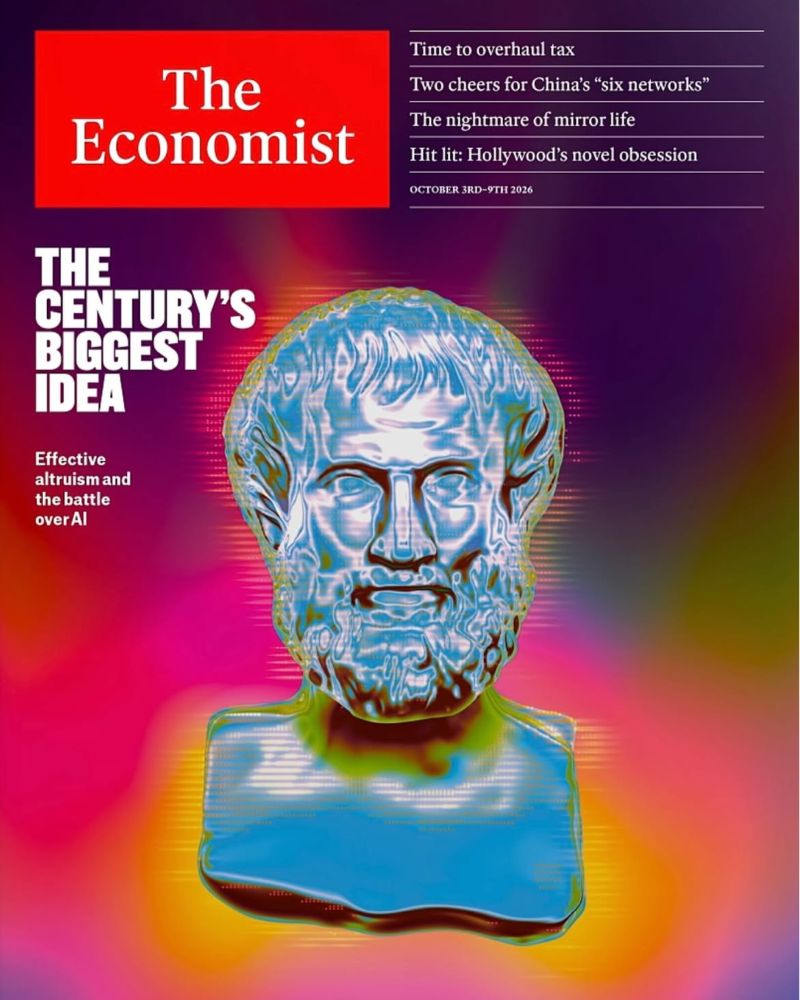 The
Economist
Time to overhaul tax
Two cheers for China’s “six networks”
The nightmare of mirror life
Hit lit: Hollywood’s novel obsession
OCTOBER 3RD–9TH 2026
THE
CENTURY’S
BIGGEST
IDEA
Effective
altruism and
the battle
over AI